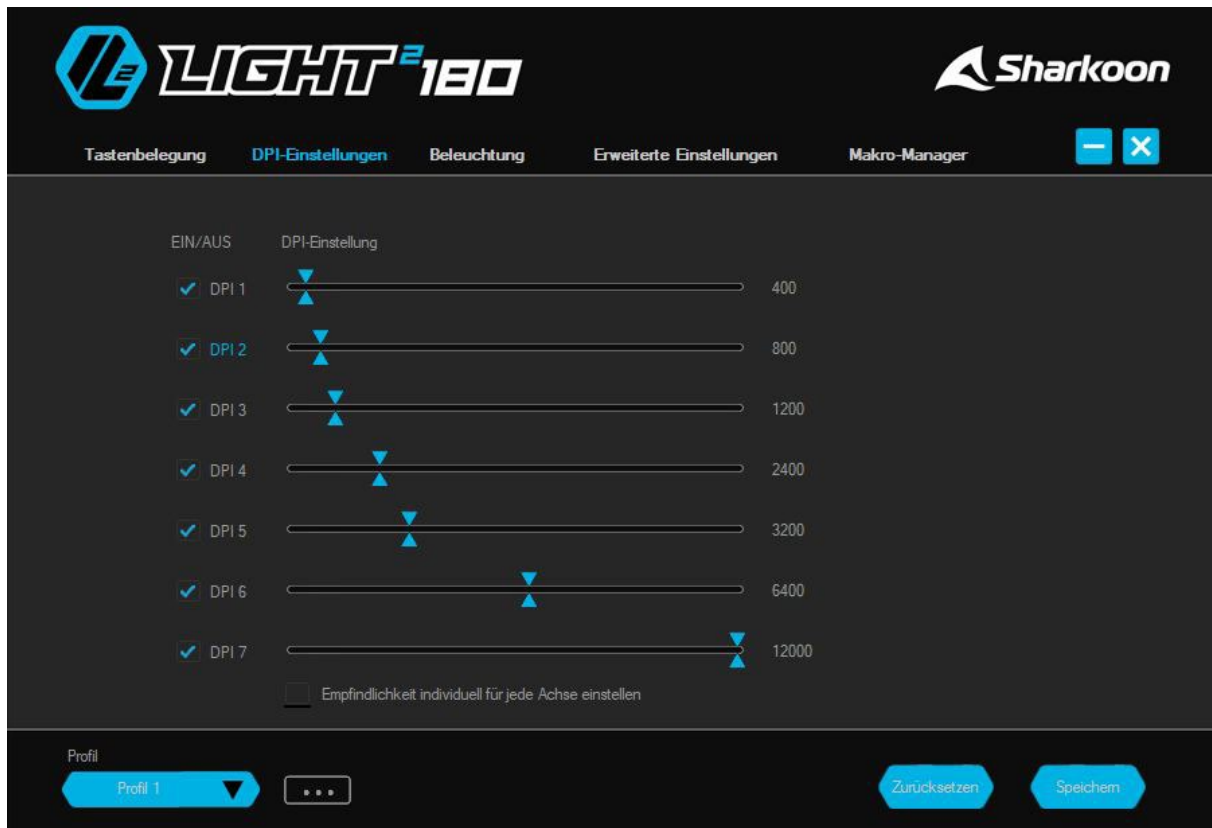 LIGHT² 180
Sharkoon
Tastenbelegung DPI-Einstellungen Beleuchtung Erweiterte Einstellungen Makro-Manager
EIN/AUS DPI-Einstellung
DPI 1 400
DPI 2 800
DPI 3 1200
DPI 4 2400
DPI 5 3200
DPI 6 6400
DPI 7 12000
Empfindlichkeit individuell für jede Achse einstellen
Profil
Profil 1 ... Zurücksetzen Speichern